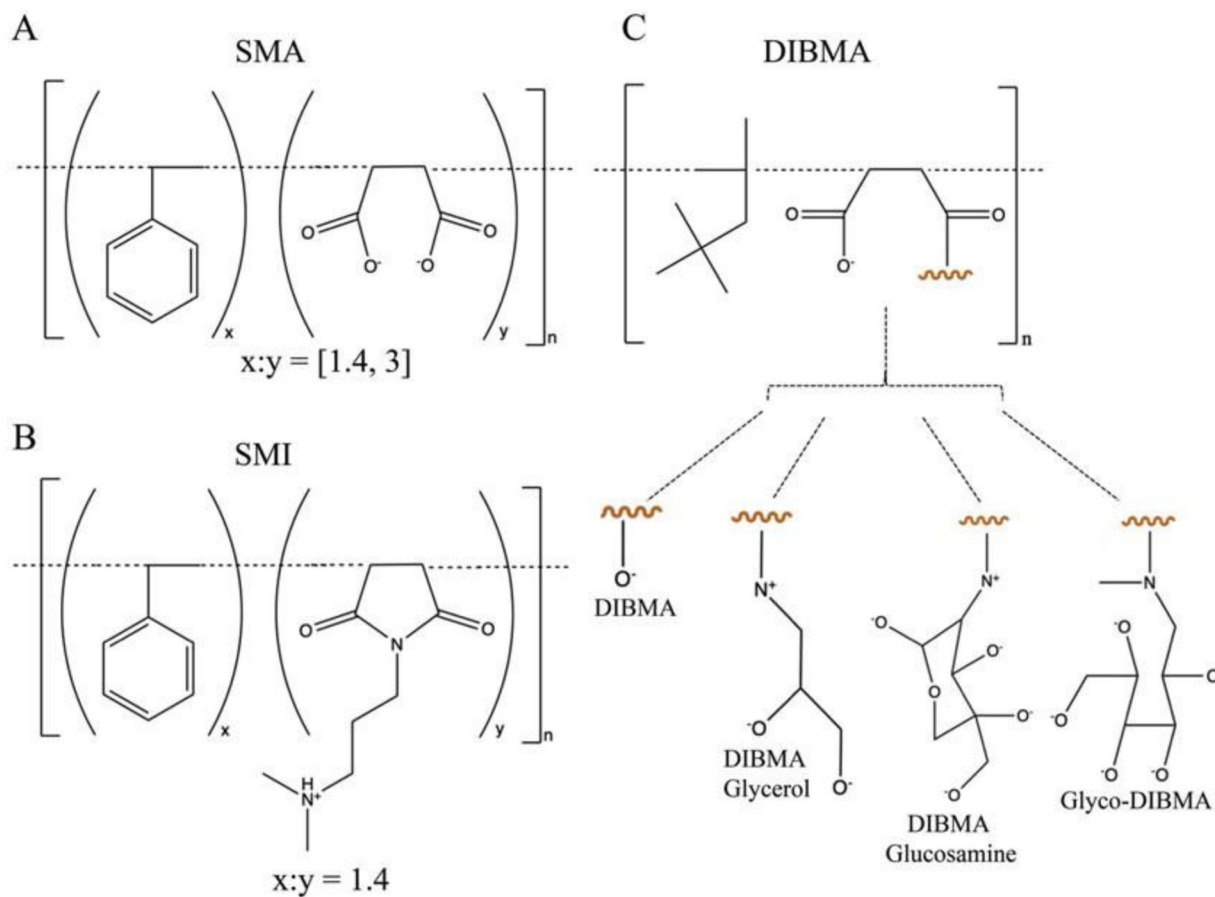 A
SMA
O
O
O-
-O
x
y
n
x:y = [1.4, 3]
B
SMI
O
O
N
H
N+
x
y
n
x:y = 1.4
C
DIBMA
O
O
O-
n
O-
DIBMA
N+
-O
O-
DIBMA
Glycerol
N+
-O
O-
O
O-
-O
DIBMA
Glucosamine
N
-O
-O
-O
-O
Glyco-DIBMA